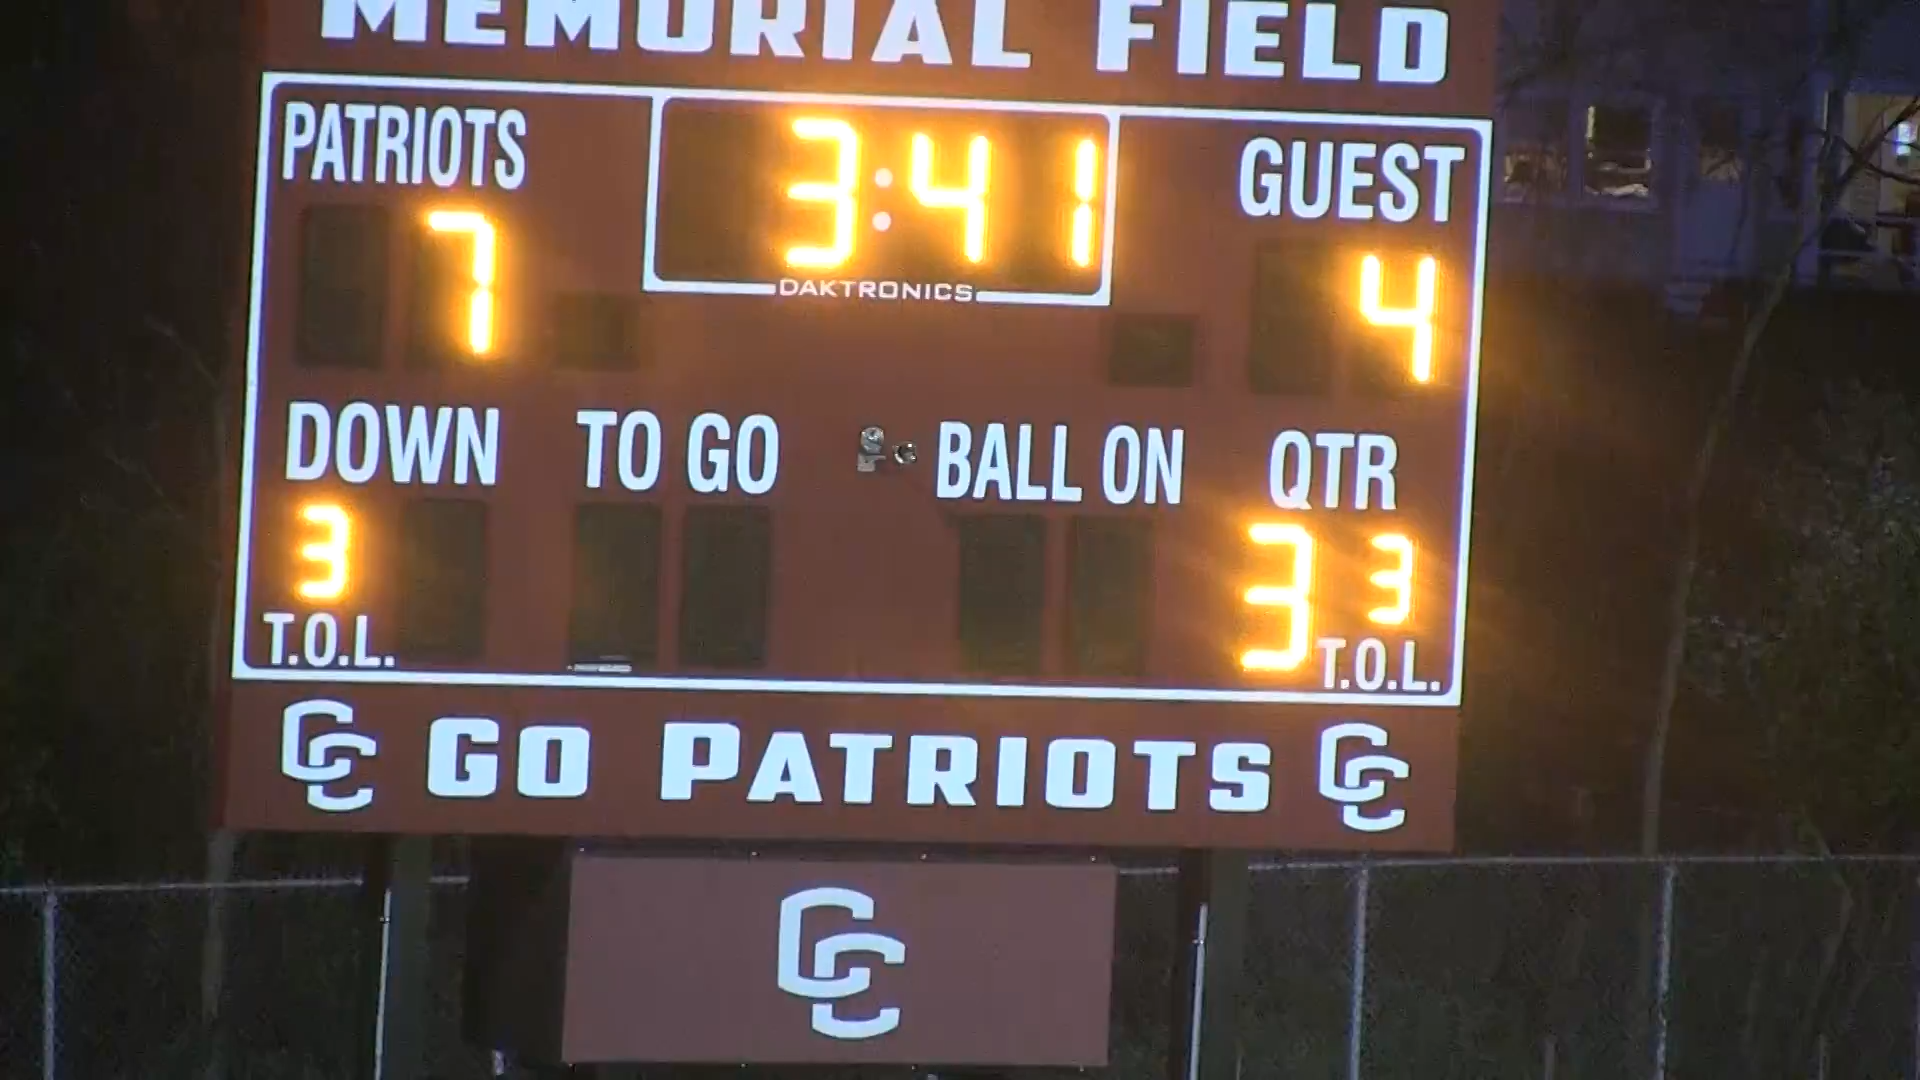 MEMORIAL FIELD
PATRIOTS 3:41 GUEST
7 DAKTRONICS 4
DOWN TO GO BALL ON QTR
3 3 3
T.O.L. T.O.L.
CC GO PATRIOTS CC
CC